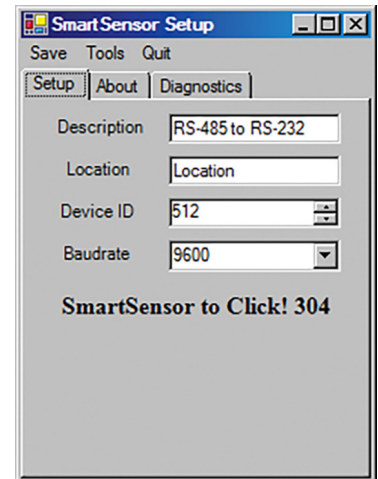 SmartSensor Setup
Save Tools Quit
Setup About Diagnostics
Description RS-485 to RS-232
Location Location
Device ID 512
Baudrate 9600
SmartSensor to Click! 304